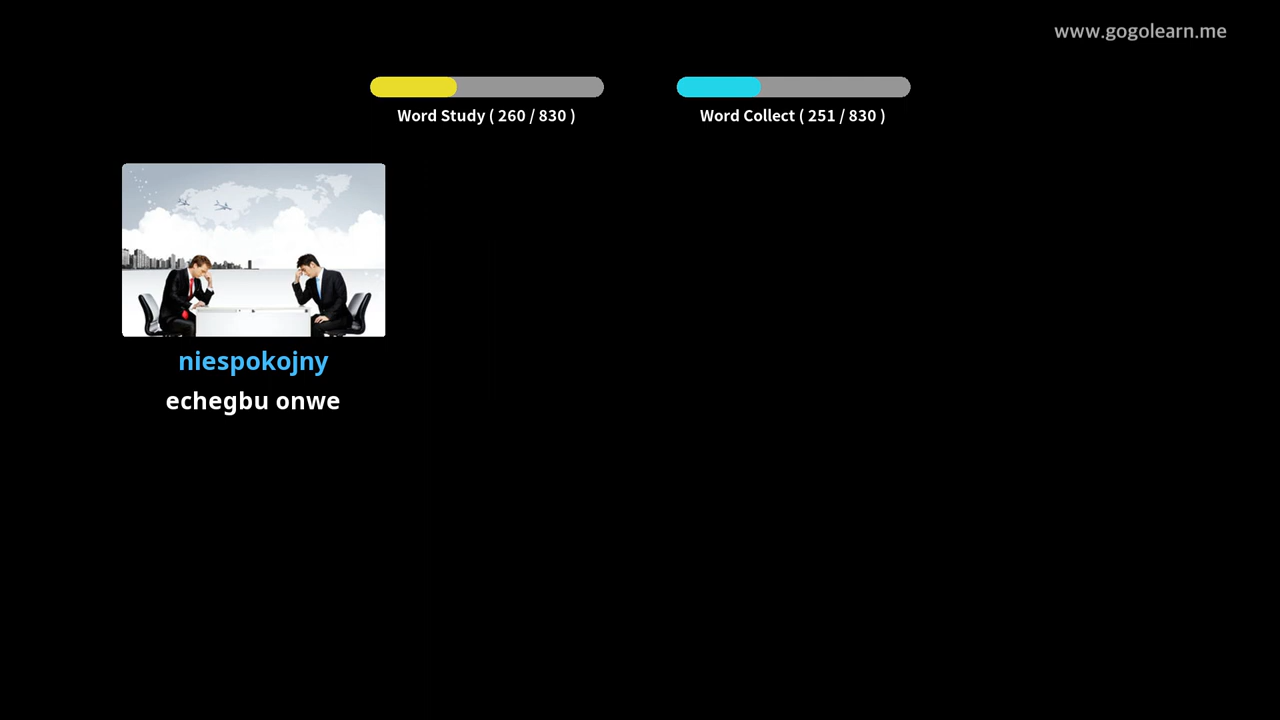 www.gogolearn.me
Word Study ( 260 / 830 )
Word Collect ( 251 / 830 )
niespokojny
echegbu onwe